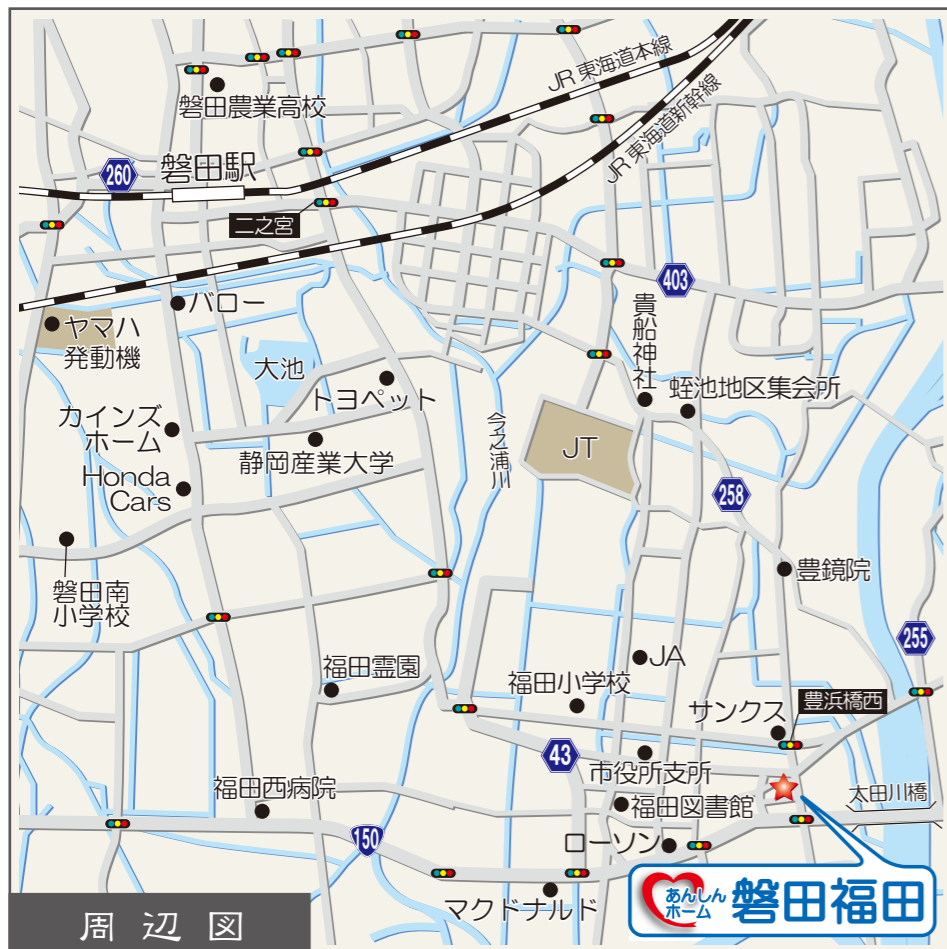 JR東海道本線
JR東海道新幹線
磐田農業高校
260
磐田駅
二之宮
403
バロー
ヤマハ
発動機
大池
トヨペット
貴船神社
蛭池地区集会所
カインズ
ホーム
静岡産業大学
今之浦川
JT
Honda
Cars
258
磐田南
小学校
豊鏡院
255
福田霊園
JA
福田小学校
サンクス
豊浜橋西
43
市役所支所
福田西病院
福田図書館
太田川橋
150
ローソン
マクドナルド
あんしん
ホーム
磐田福田
周辺図